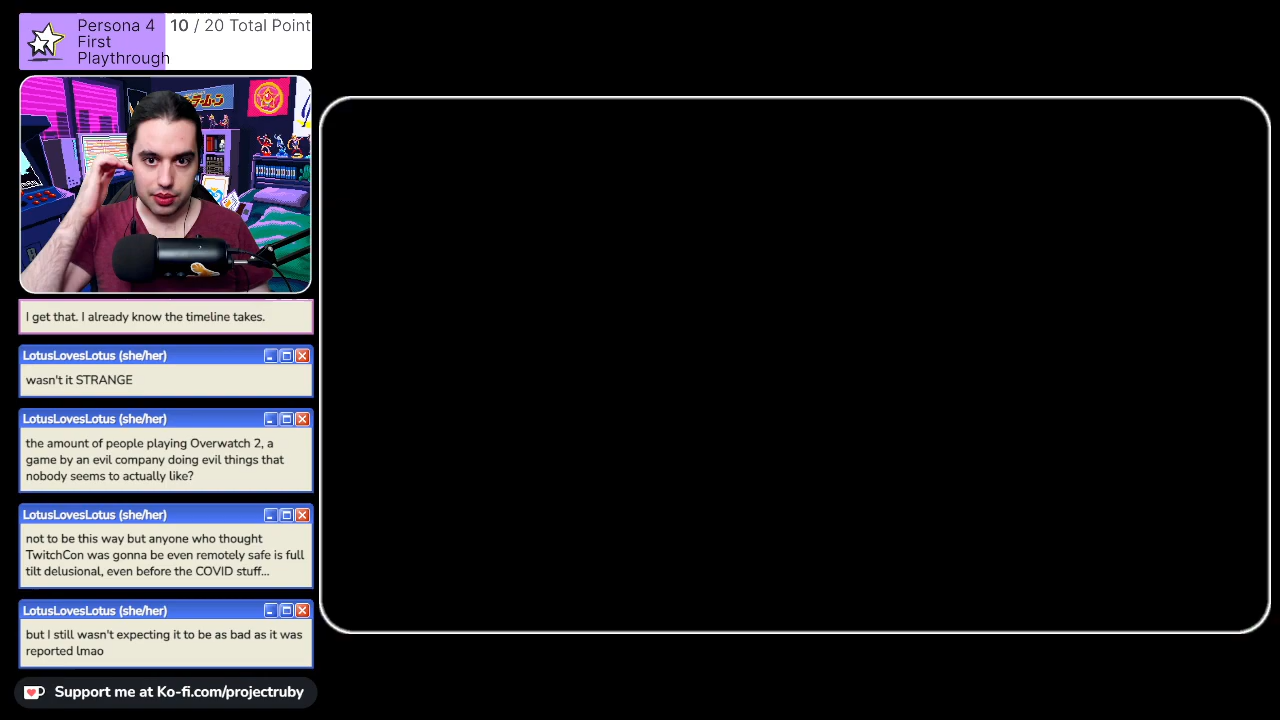 Persona 4
First
Playthrough
10 / 20 Total Point
I get that. I already know the timeline takes.
LotusLovesLotus (she/her)
wasn't it STRANGE
LotusLovesLotus (she/her)
the amount of people playing Overwatch 2, a
game by an evil company doing evil things that
nobody seems to actually like?
LotusLovesLotus (she/her)
not to be this way but anyone who thought
TwitchCon was gonna be even remotely safe is full
tilt delusional, even before the COVID stuff...
LotusLovesLotus (she/her)
but I still wasn't expecting it to be as bad as it was
reported lmao
Support me at Ko-fi.com/projectruby